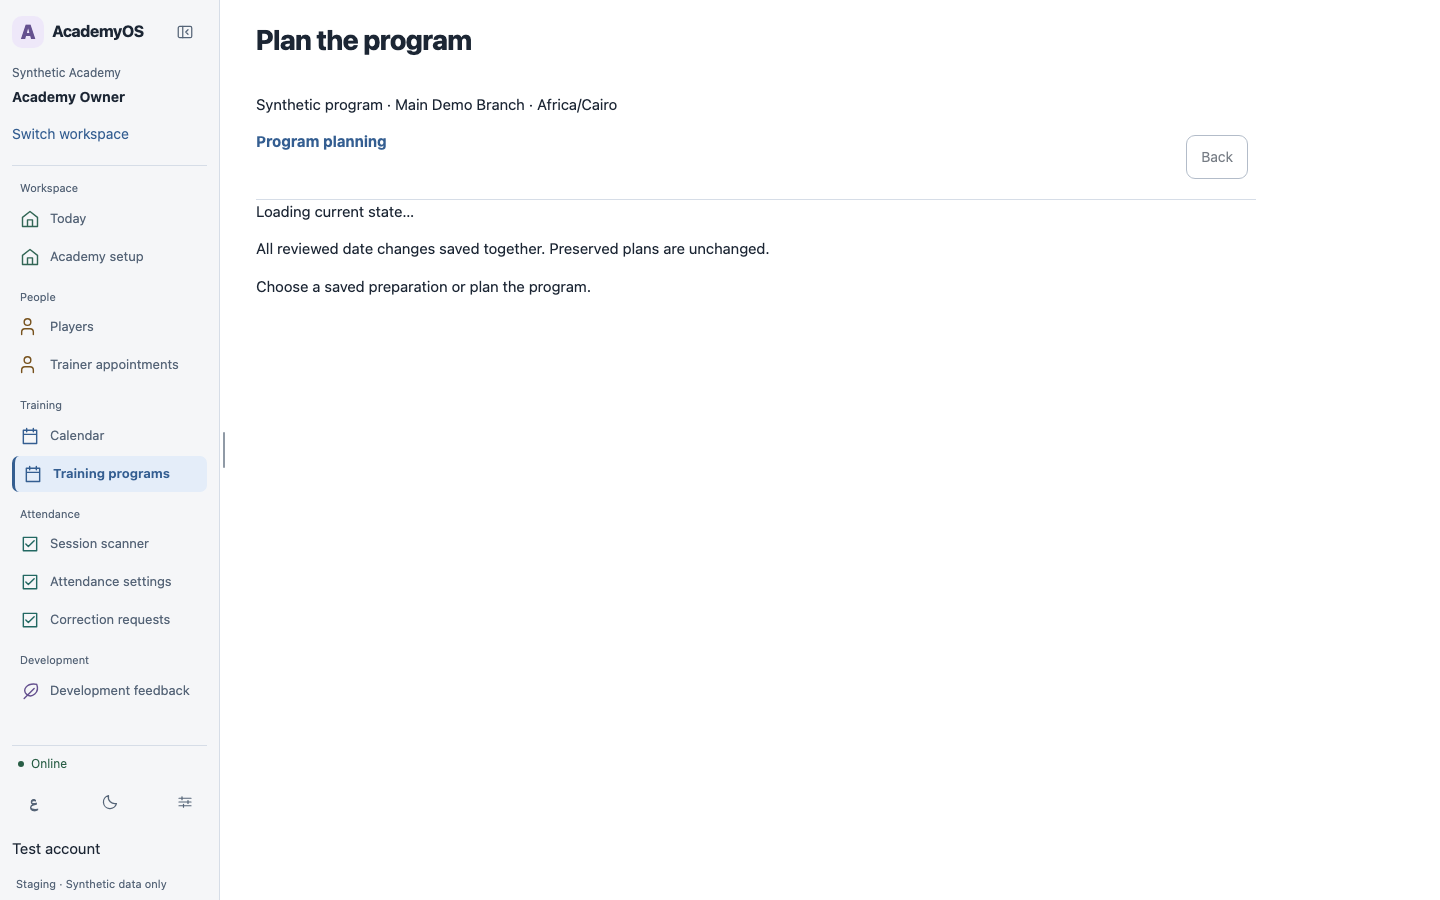 A AcademyOS
Synthetic Academy
Academy Owner
Switch workspace
Workspace
Today
Academy setup
People
Players
Trainer appointments
Training
Calendar
Training programs
Attendance
Session scanner
Attendance settings
Correction requests
Development
Development feedback
Online
ع
Test account
Staging · Synthetic data only
Plan the program
Synthetic program · Main Demo Branch · Africa/Cairo
Program planning
Back
Loading current state...
All reviewed date changes saved together. Preserved plans are unchanged.
Choose a saved preparation or plan the program.